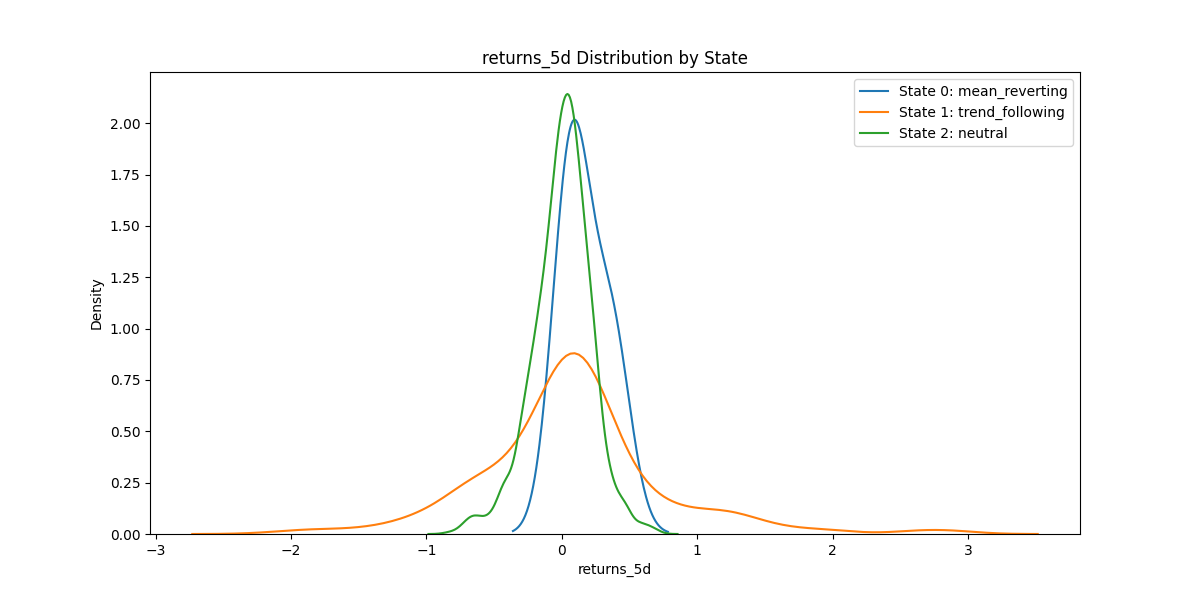 returns_5d Distribution by State
State 0: mean_reverting
State 1: trend_following
State 2: neutral
Density
2.00
1.75
1.50
1.25
1.00
0.75
0.50
0.25
0.00
−3
−2
−1
0
1
2
3
returns_5d